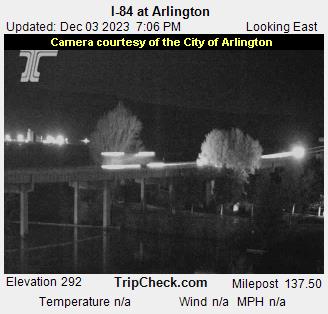 I-84 at Arlington
Updated: Dec 03 2023 7:06 PM Looking East
Camera courtesy of the City of Arlington
Elevation 292 TripCheck.com Milepost 137.50
Temperature n/a Wind n/a MPH n/a